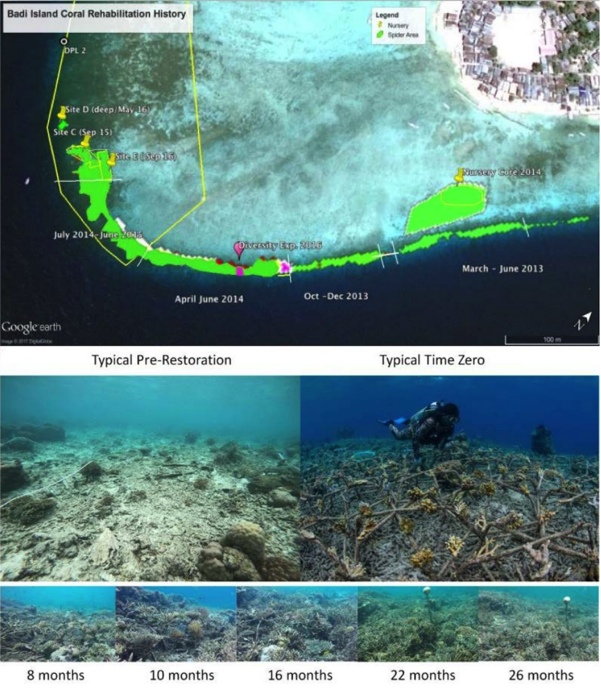 Badi Island Coral Rehabilitation History
Legend
Nursery
Spider Area
DPL 2
Site D (deep/May 16)
Site C (Sep 15)
Site E ( Sep 16)
Nursery Core 2014
July 2014-June 2015
Diversity Exp. 2016
March - June 2013
April June 2014
Oct -Dec 2013
Google earth
Image © 2017 DigitalGlobe
100 m
Typical Pre-Restoration
Typical Time Zero
8 months
10 months
16 months
22 months
26 months